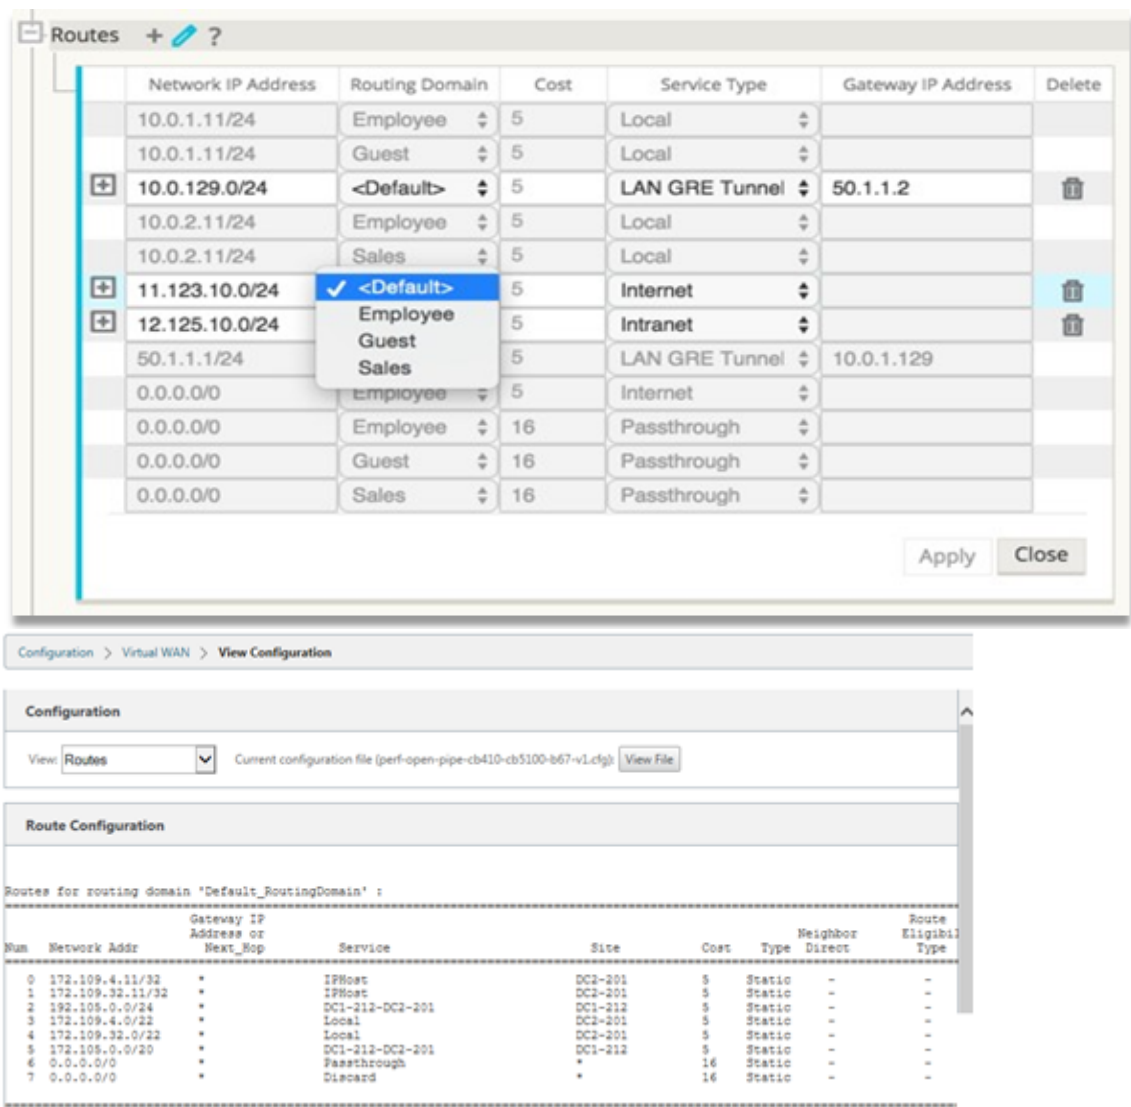 Routes + ?
Network IP Address Routing Domain Cost Service Type Gateway IP Address Delete
10.0.1.11/24 Employee 5 Local
10.0.1.11/24 Guest 5 Local
10.0.129.0/24 <Default> 5 LAN GRE Tunnel 50.1.1.2
10.0.2.11/24 Employee 5 Local
10.0.2.11/24 Sales 5 Local
11.123.10.0/24 <Default> 5 Internet
Employee
12.125.10.0/24 5 Intranet
Guest
50.1.1.1/24 Sales 5 LAN GRE Tunnel 10.0.1.129
0.0.0.0/0 Employee 5 Internet
0.0.0.0/0 Employee 16 Passthrough
0.0.0.0/0 Guest 16 Passthrough
0.0.0.0/0 Sales 16 Passthrough
Apply Close
Configuration > Virtual WAN > View Configuration
Configuration
View: Routes Current configuration file (perf-open-pipe-cb410-cb5100-b67-v1.cfg): View File
Route Configuration
Routes for routing domain 'Default_RoutingDomain' :
Gateway IP Route
Address or Neighbor Eligibil
Num Network Addr Next_Hop Service Site Cost Type Direct Type
0 172.109.4.11/32 * IPHost DC2-201 5 Static - -
1 172.109.32.11/32 * IPHost DC2-201 5 Static - -
2 192.105.0.0/24 * DC1-212-DC2-201 DC1-212 5 Static - -
3 172.109.4.0/22 * Local DC2-201 5 Static - -
4 172.109.32.0/22 * Local DC2-201 5 Static - -
5 172.105.0.0/20 * DC1-212-DC2-201 DC1-212 5 Static - -
6 0.0.0.0/0 * Passthrough * 16 Static - -
7 0.0.0.0/0 * Discard * 16 Static - -